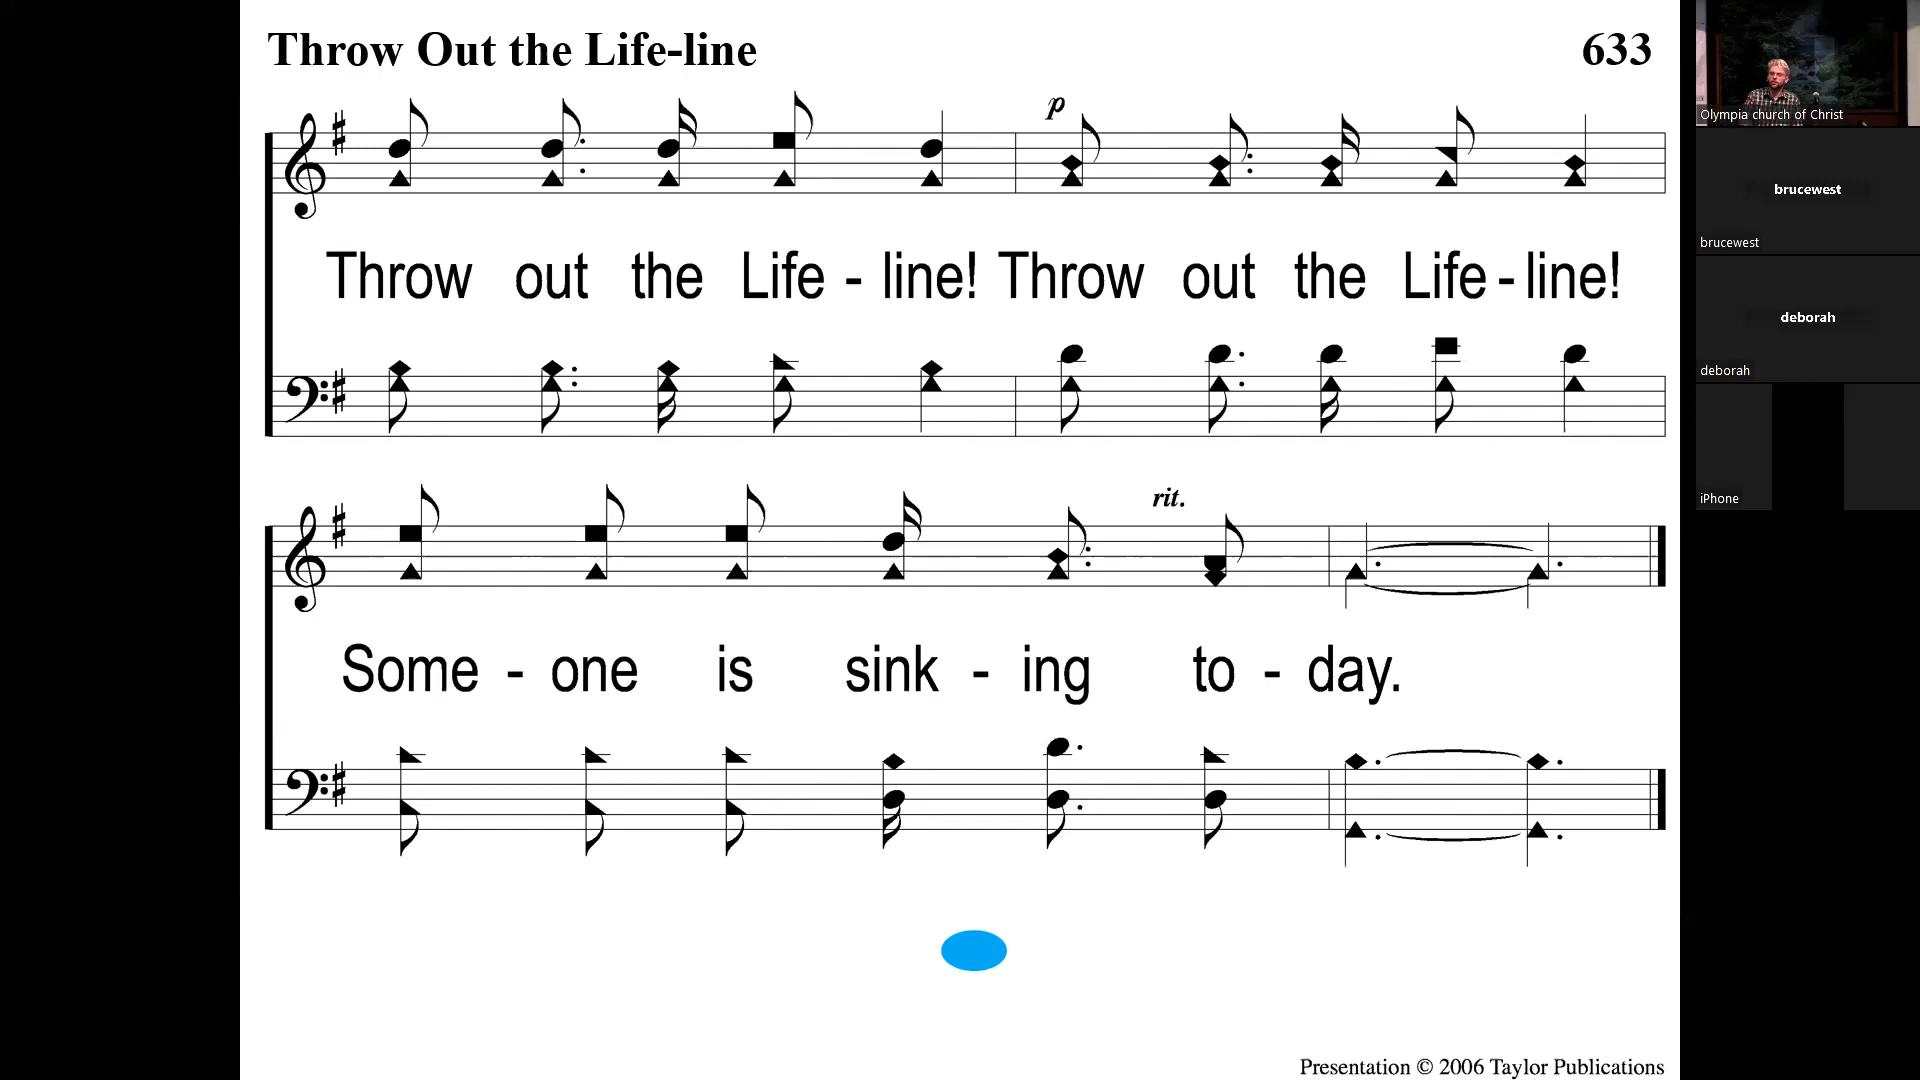 Throw Out the Life-line 633
p
Throw out the Life - line! Throw out the Life - line!
rit.
Some - one is sink - ing to - day.
Presentation © 2006 Taylor Publications
Olympia church of Christ
brucewest
brucewest
deborah
deborah
iPhone